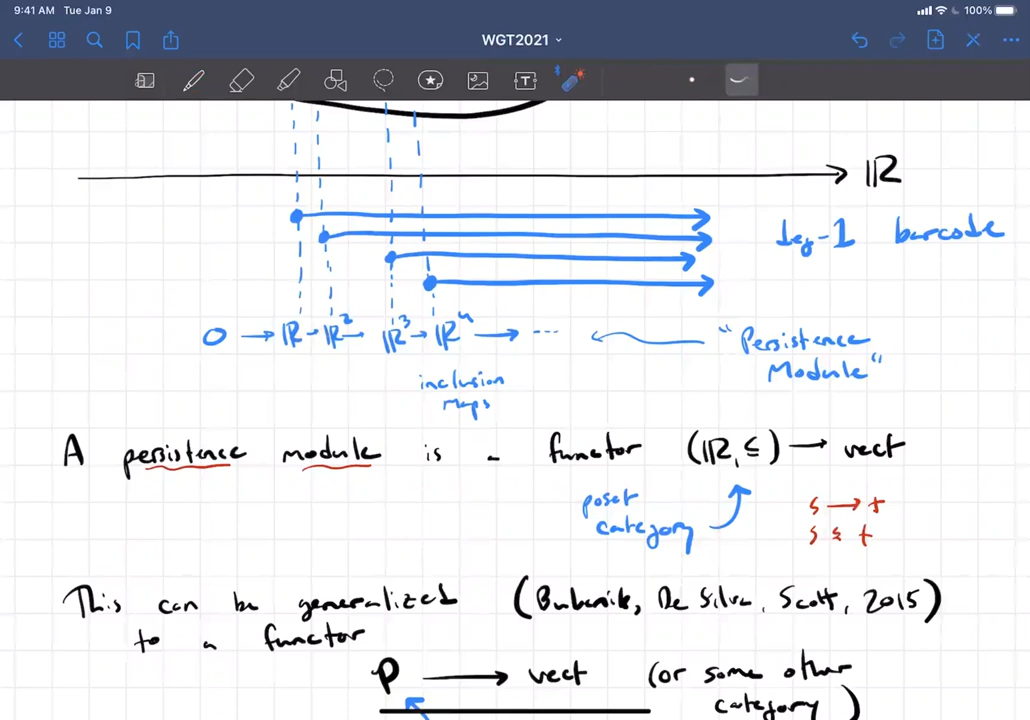 9:41 AM Tue Jan 9
100%
WGT2021
ℝ
deg-1 barcode
0 → ℝ → ℝ² → ℝ³ → ℝ⁴ → ...
"Persistence
Module"
inclusion
maps
A persistence module is a functor (ℝ, ≤) → vect
poset
category
s → t
s ≤ t
This can be generalized (Bubenik, De Silva, Scott, 2015)
to a functor
P → vect (or some other
category)